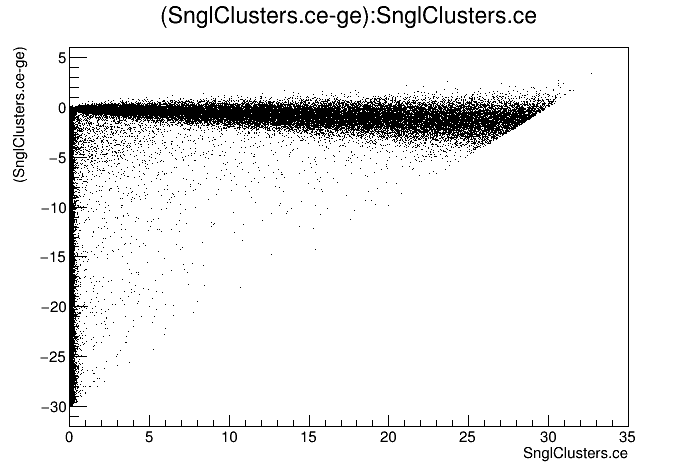 (SnglClusters.ce-ge):SnglClusters.ce
(SnglClusters.ce-ge)
5
0
−5
−10
−15
−20
−25
−30
0 5 10 15 20 25 30 35
SnglClusters.ce